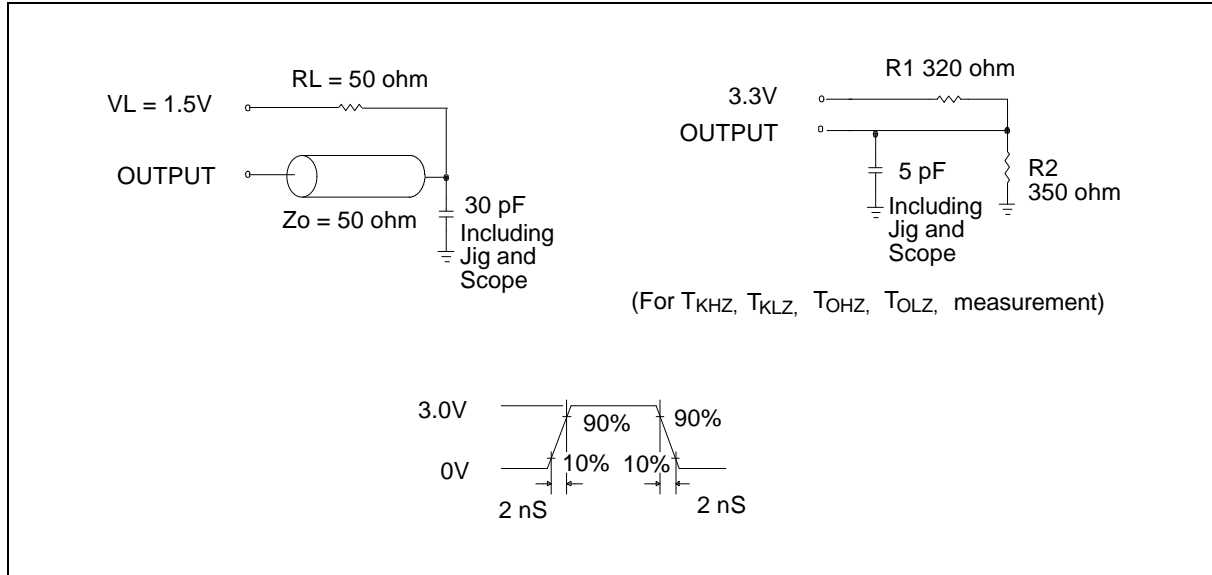 RL = 50 ohm
VL = 1.5V
OUTPUT
Zo = 50 ohm
30 pF
Including
Jig and
Scope
R1 320 ohm
3.3V
OUTPUT
5 pF
Including
Jig and
Scope
R2
350 ohm
(For TKHZ, TKLZ, TOHZ, TOLZ, measurement)
3.0V
90%
90%
0V
10%
10%
2 nS
2 nS